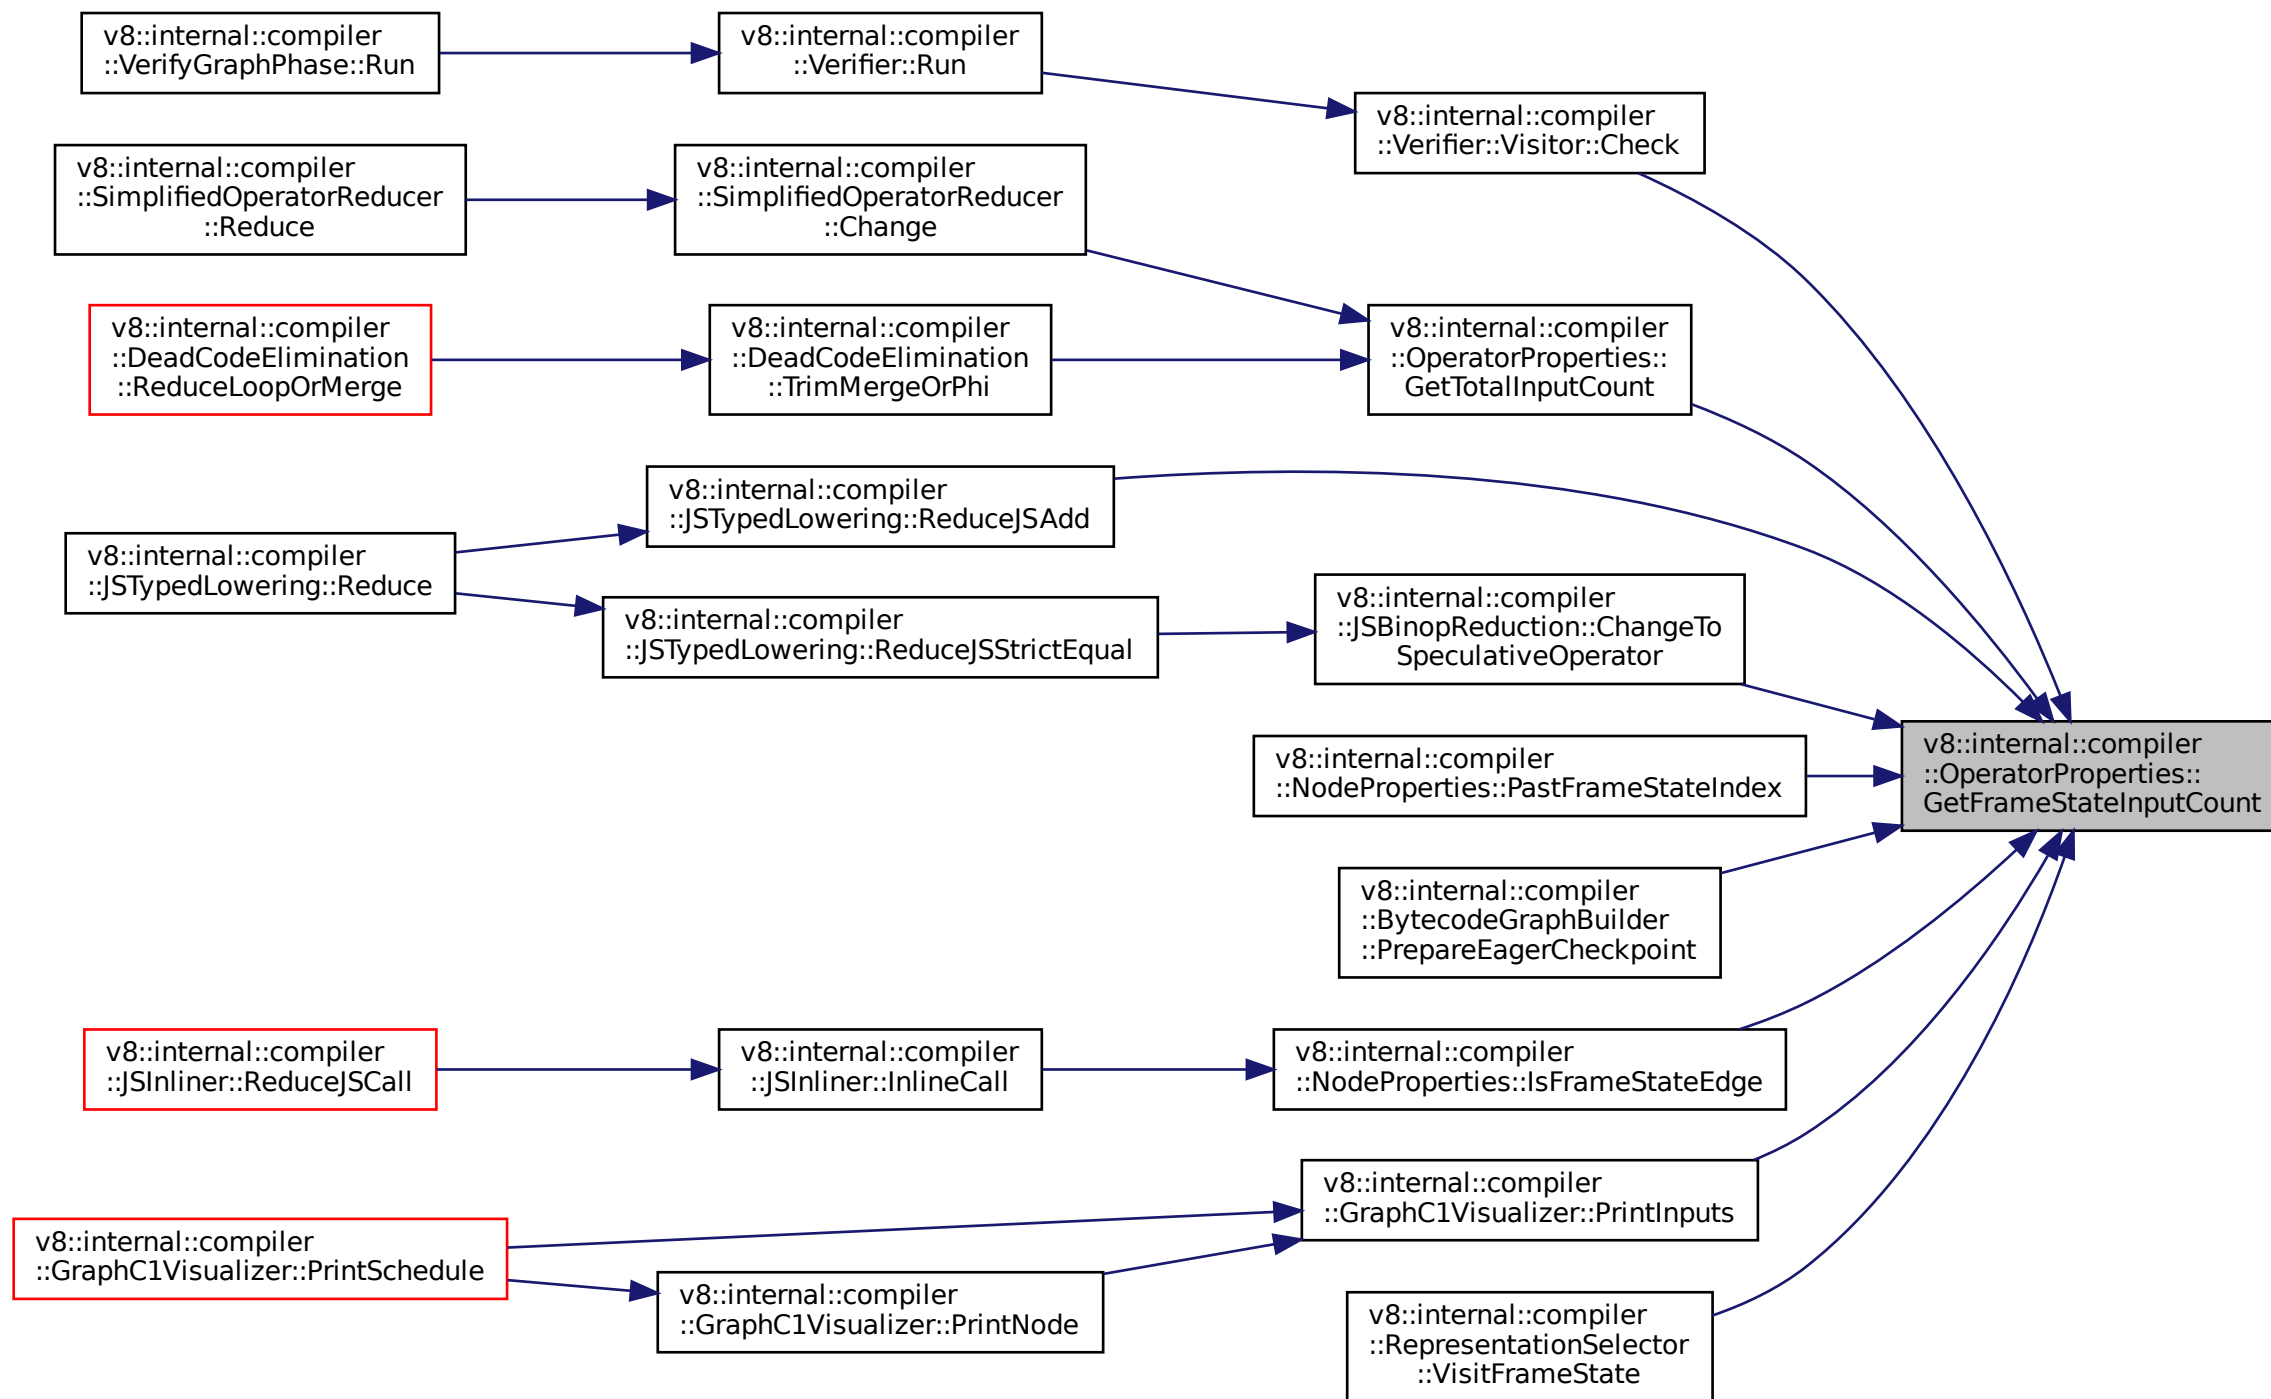 v8::internal::compiler
::VerifyGraphPhase::Run
v8::internal::compiler
::Verifier::Run
v8::internal::compiler
::Verifier::Visitor::Check
v8::internal::compiler
::SimplifiedOperatorReducer
::Reduce
v8::internal::compiler
::SimplifiedOperatorReducer
::Change
v8::internal::compiler
::DeadCodeElimination
::ReduceLoopOrMerge
v8::internal::compiler
::DeadCodeElimination
::TrimMergeOrPhi
v8::internal::compiler
::OperatorProperties::
GetTotalInputCount
v8::internal::compiler
::JSTypedLowering::ReduceJSAdd
v8::internal::compiler
::JSTypedLowering::Reduce
v8::internal::compiler
::JSTypedLowering::ReduceJSStrictEqual
v8::internal::compiler
::JSBinopReduction::ChangeTo
SpeculativeOperator
v8::internal::compiler
::NodeProperties::PastFrameStateIndex
v8::internal::compiler
::OperatorProperties::
GetFrameStateInputCount
v8::internal::compiler
::BytecodeGraphBuilder
::PrepareEagerCheckpoint
v8::internal::compiler
::JSInliner::ReduceJSCall
v8::internal::compiler
::JSInliner::InlineCall
v8::internal::compiler
::NodeProperties::IsFrameStateEdge
v8::internal::compiler
::GraphC1Visualizer::PrintInputs
v8::internal::compiler
::GraphC1Visualizer::PrintSchedule
v8::internal::compiler
::GraphC1Visualizer::PrintNode
v8::internal::compiler
::RepresentationSelector
::VisitFrameState